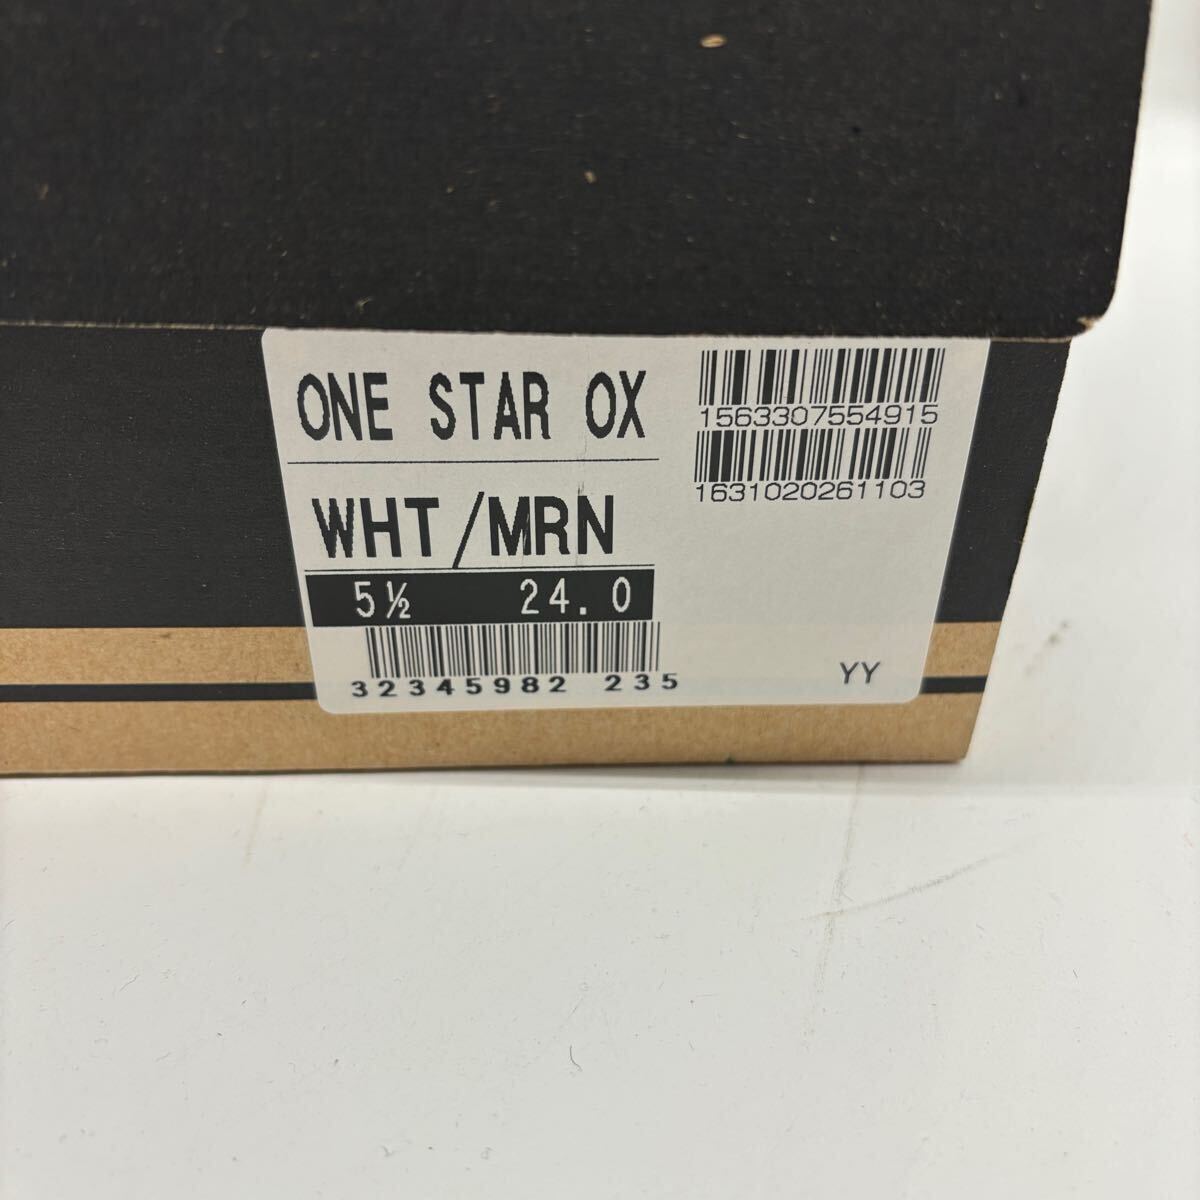 ONE STAR OX
WHT/MRN
5½ 24.0
32345982 235
1563307554915
1631020261103
YY